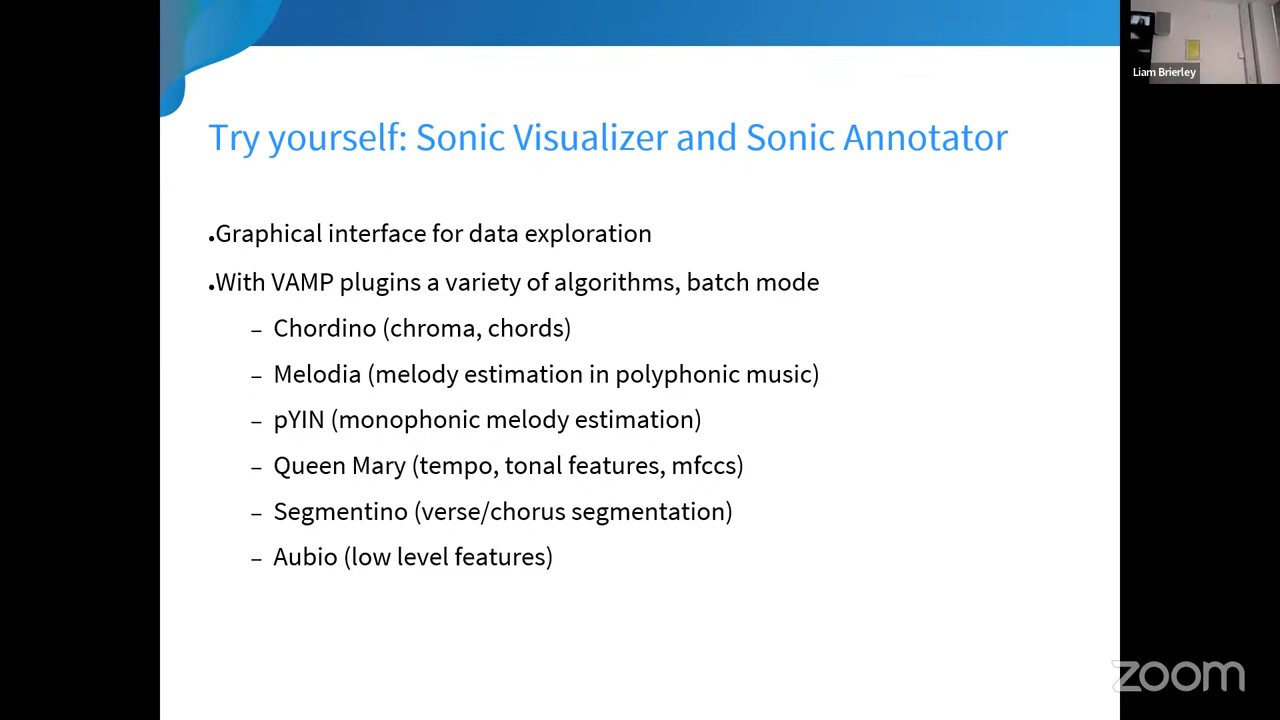 Liam Brierley
Try yourself: Sonic Visualizer and Sonic Annotator
•Graphical interface for data exploration
•With VAMP plugins a variety of algorithms, batch mode
– Chordino (chroma, chords)
– Melodia (melody estimation in polyphonic music)
– pYIN (monophonic melody estimation)
– Queen Mary (tempo, tonal features, mfccs)
– Segmentino (verse/chorus segmentation)
– Aubio (low level features)
zoom